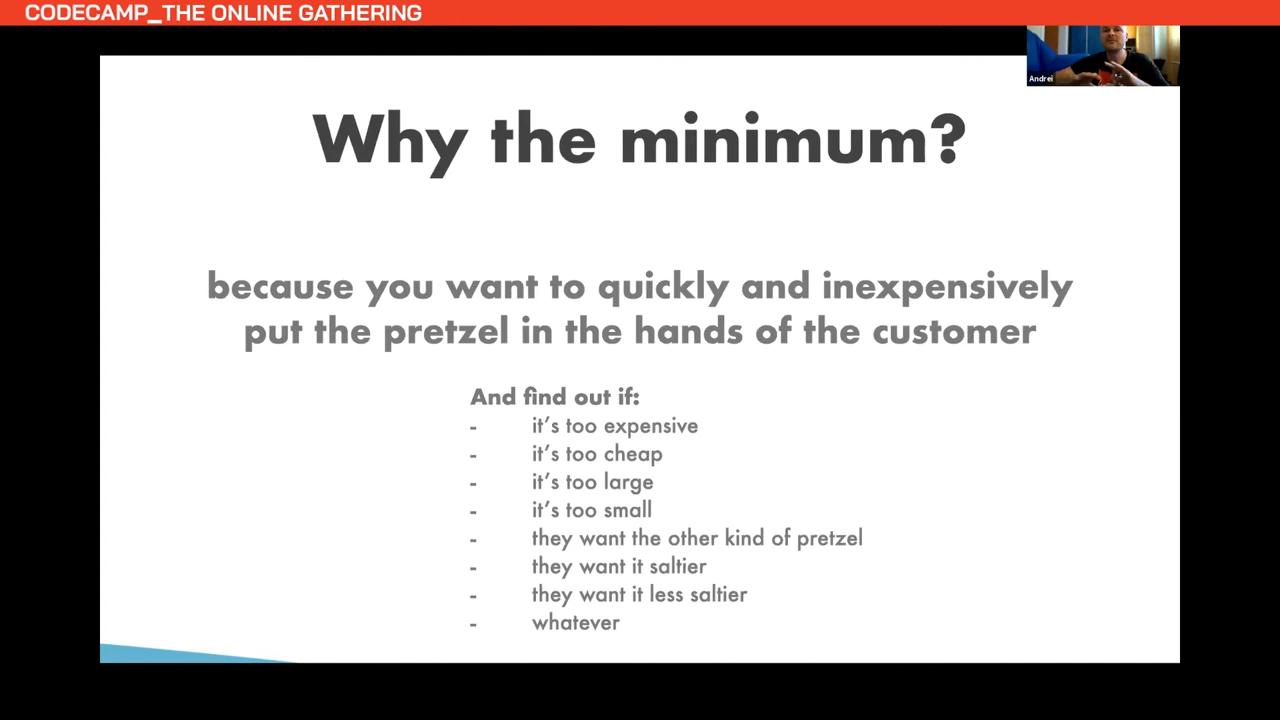 CODECAMP_THE ONLINE GATHERING
Andrei
Why the minimum?
because you want to quickly and inexpensively
put the pretzel in the hands of the customer
And find out if:
- it's too expensive
- it's too cheap
- it's too large
- it's too small
- they want the other kind of pretzel
- they want it saltier
- they want it less saltier
- whatever